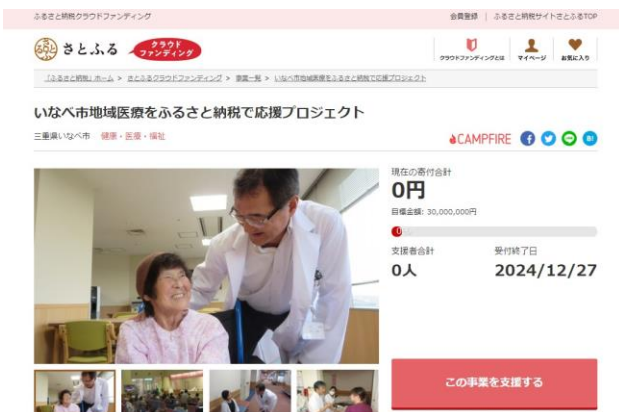 ふるさと納税クラウドファンディング
会員登録 | ふるさと納税サイトさとふるTOP
さとふる クラウドファンディング
クラウドファンディングとは マイページ お気に入り
「ふるさと納税」ホーム > さとふるクラウドファンディング > 事業一覧 > いなべ市地域医療をふるさと納税で応援プロジェクト
いなべ市地域医療をふるさと納税で応援プロジェクト
三重県いなべ市 健康・医療・福祉
CAMPFIRE
現在の寄付合計
0円
目標金額: 30,000,000円
0
支援者合計 受付終了日
0人 2024/12/27
この事業を支援する